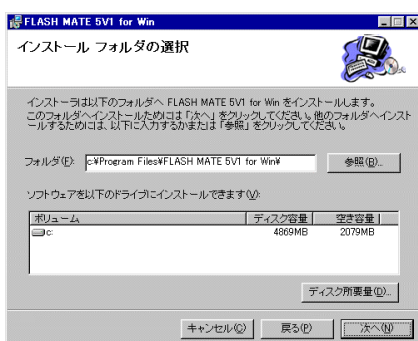 FLASH MATE 5V1 for Win
インストール フォルダの選択
インストーラは以下のフォルダへ FLASH MATE 5V1 for Win をインストールします。
このフォルダへインストールためには「次へ」をクリックしてください。他のフォルダへインスト
ールするためには、以下に入力するかまたは「参照」をクリックしてください。
フォルダ(F): c:¥Program Files¥FLASH MATE 5V1 for Win¥ 参照(R)...
ソフトウェアを以下のドライブにインストールできます(V):
ボリューム ディスク容量 空き容量
c: 4869MB 2079MB
ディスク所要量(D)...
キャンセル(C) 戻る(P) 次へ(N)